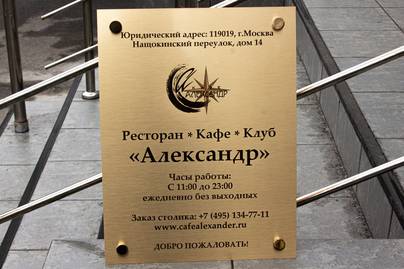 Юридический адрес: 119019, г.Москва
Нащокинский переулок, дом 14
АЛЕКСАНДР
Ресторан * Кафе * Клуб
«Александр»
Часы работы:
С 11:00 до 23:00
ежедневно без выходных
Заказ столика: +7 (495) 134-77-11
www.cafealexander.ru
ДОБРО ПОЖАЛОВАТЬ!